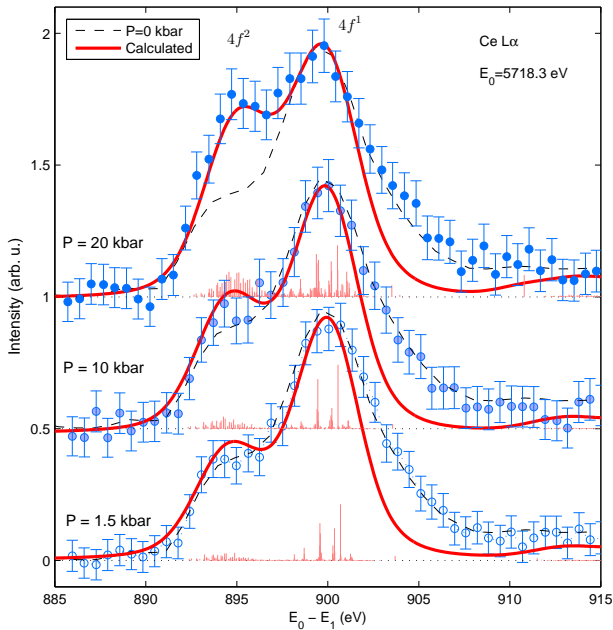 P=0 kbar
Calculated
4f²
4f¹
Ce Lα
E₀=5718.3 eV
P = 20 kbar
P = 10 kbar
P = 1.5 kbar
Intensity (arb. u.)
2
1.5
1
0.5
0
885
890
895
900
905
910
915
E₀ − E₁ (eV)